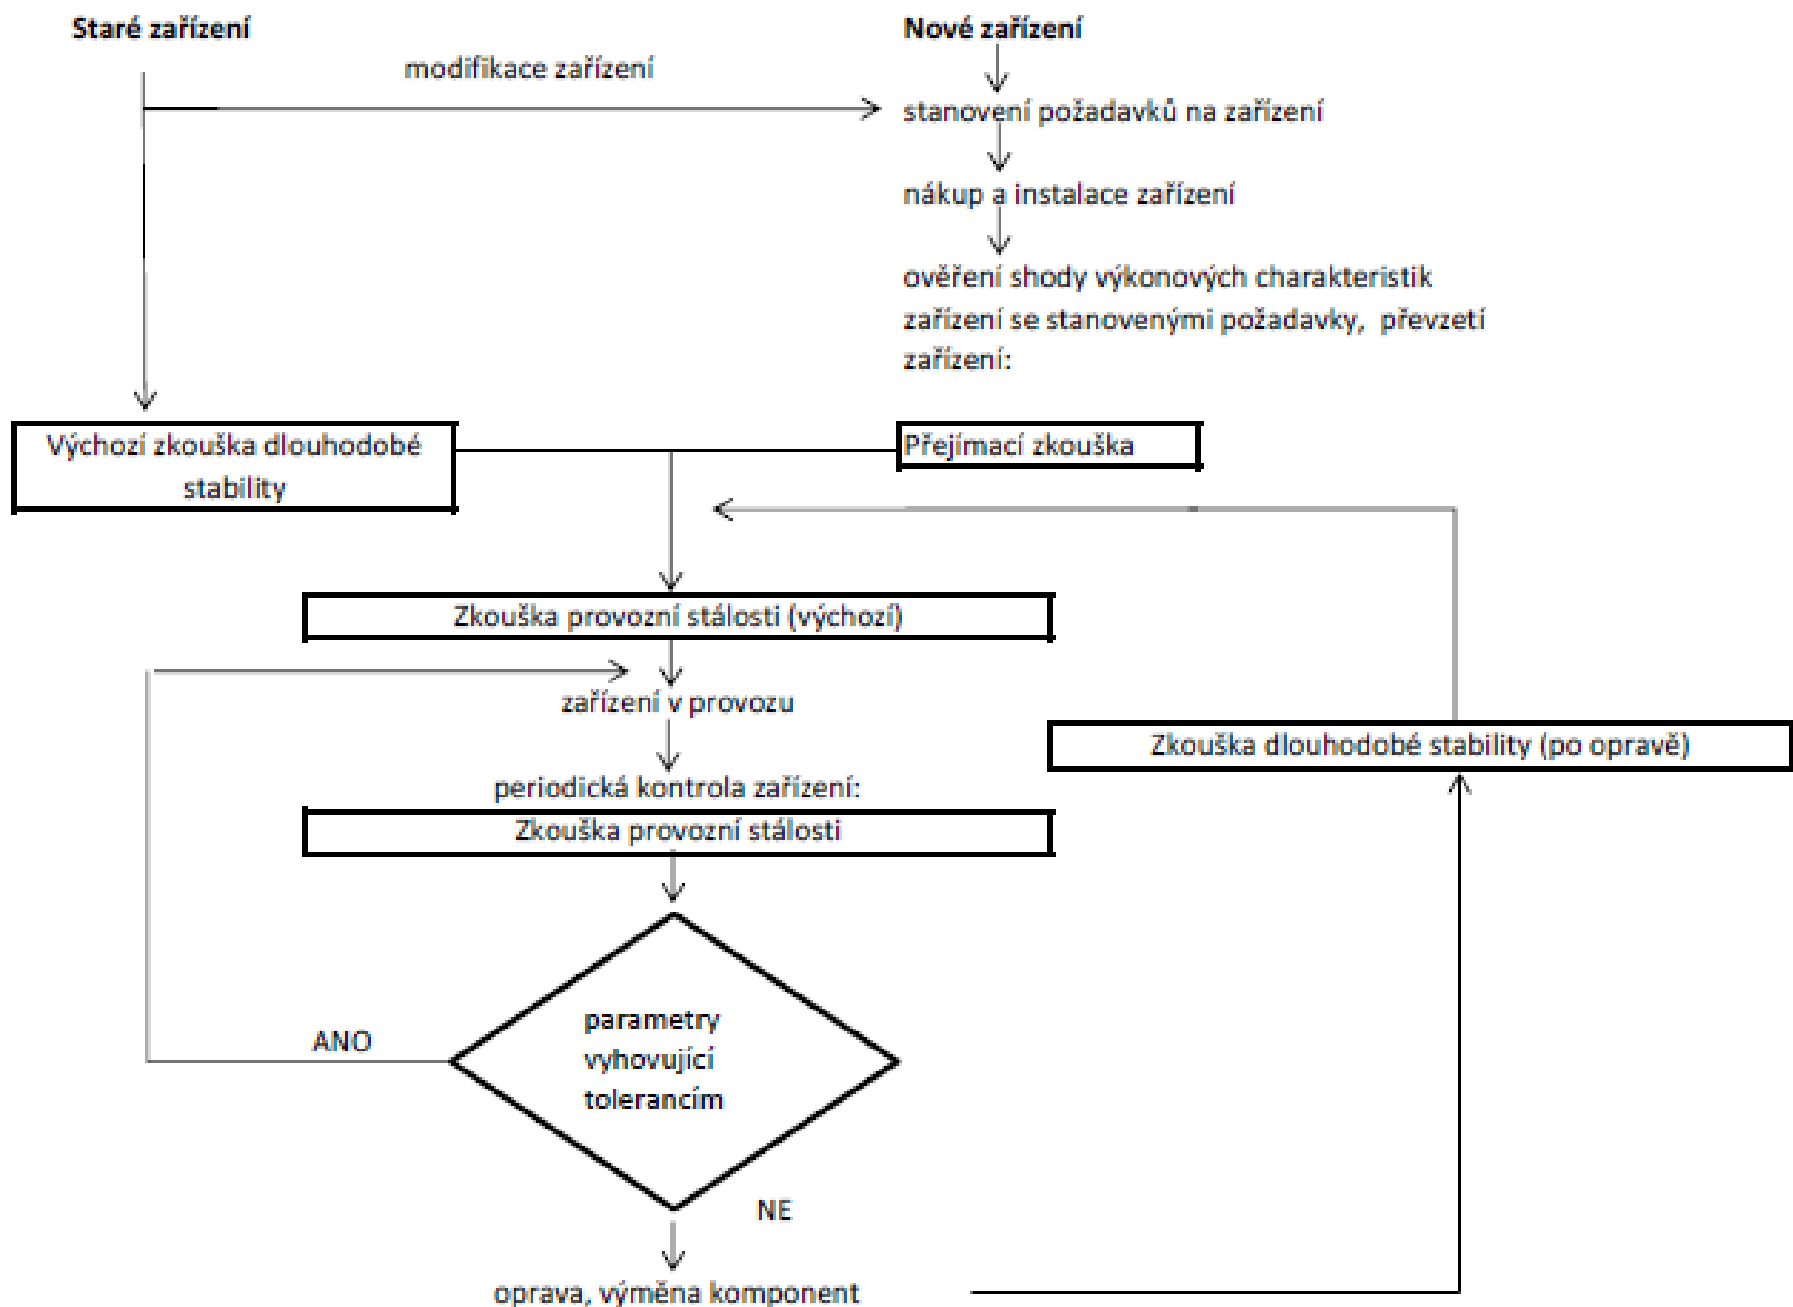 Staré zařízení
Nové zařízení
modifikace zařízení
stanovení požadavků na zařízení
nákup a instalace zařízení
ověření shody výkonových charakteristik
zařízení se stanovenými požadavky, převzetí
zařízení:
Výchozí zkouška dlouhodobé
stability
Přejímací zkouška
Zkouška provozní stálosti (výchozí)
zařízení v provozu
Zkouška dlouhodobé stability (po opravě)
periodická kontrola zařízení:
Zkouška provozní stálosti
parametry
vyhovující
tolerancím
ANO
NE
oprava, výměna komponent